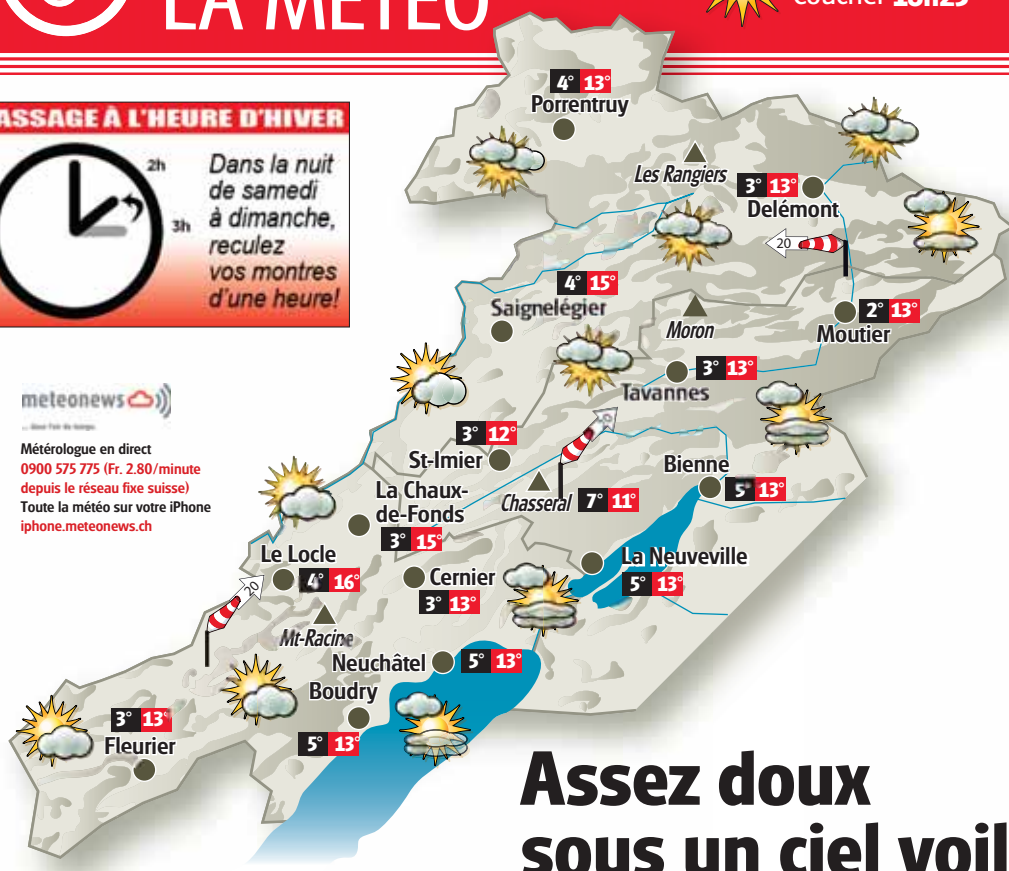 LA MÉTÉO
coucher 18h25
ASSAGE À L'HEURE D'HIVER
2h
3h
Dans la nuit
de samedi
à dimanche,
reculez
vos montres
d'une heure!
meteonews
Météorologue en direct
0900 575 775 (Fr. 2.80/minute
depuis le réseau fixe suisse)
Toute la météo sur votre iPhone
iphone.meteonews.ch
4° 13°
Porrentruy
Les Rangiers
3° 13°
Delémont
20
4° 15°
Saignelégier
Moron
2° 13°
Moutier
3° 13°
Tavannes
3° 12°
St-Imier
Chasseral 7° 11°
Bienne
5° 13°
La Chaux-
de-Fonds
3° 15°
Le Locle
4° 16°
20
Cernier
3° 13°
La Neuveville
5° 13°
Mt-Racine
Neuchâtel 5° 13°
Boudry
5° 13°
3° 13°
Fleurier
Assez doux
sous un ciel voil